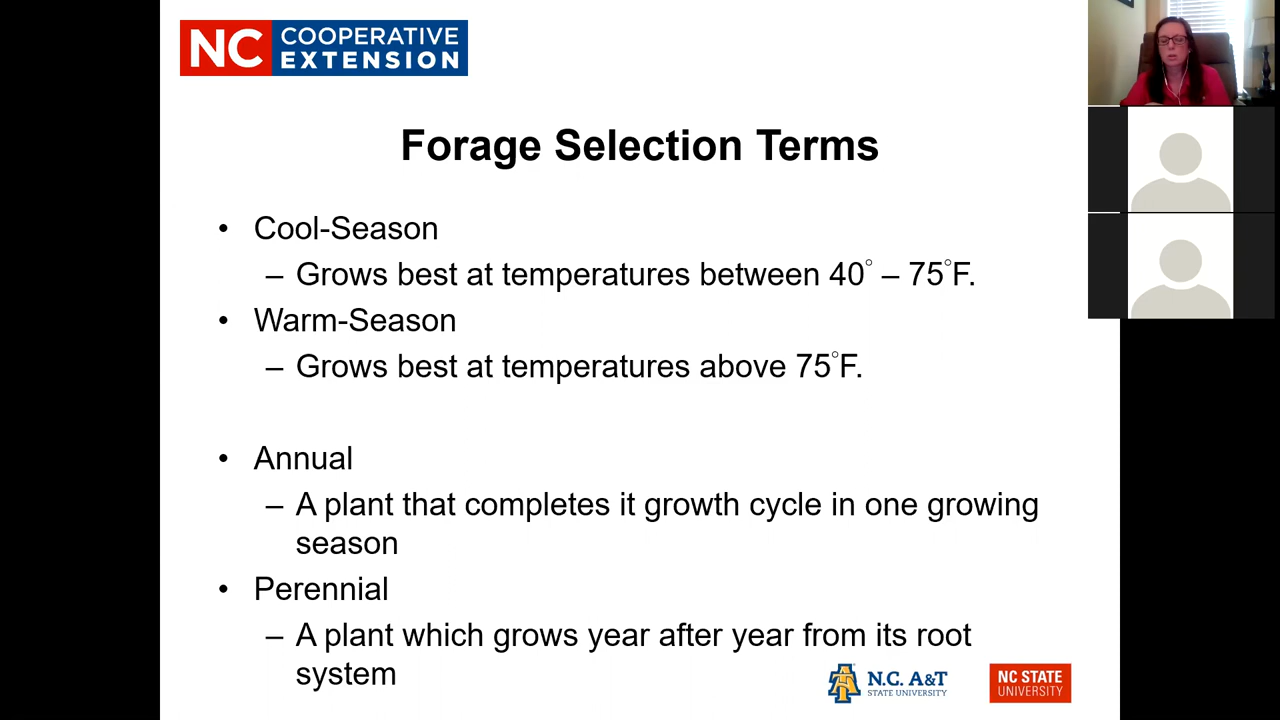 NC COOPERATIVE
EXTENSION
Forage Selection Terms
• Cool-Season
– Grows best at temperatures between 40° – 75°F.
• Warm-Season
– Grows best at temperatures above 75°F.
• Annual
– A plant that completes it growth cycle in one growing
season
• Perennial
– A plant which grows year after year from its root
system
N.C. A&T
STATE UNIVERSITY
NC STATE
UNIVERSITY